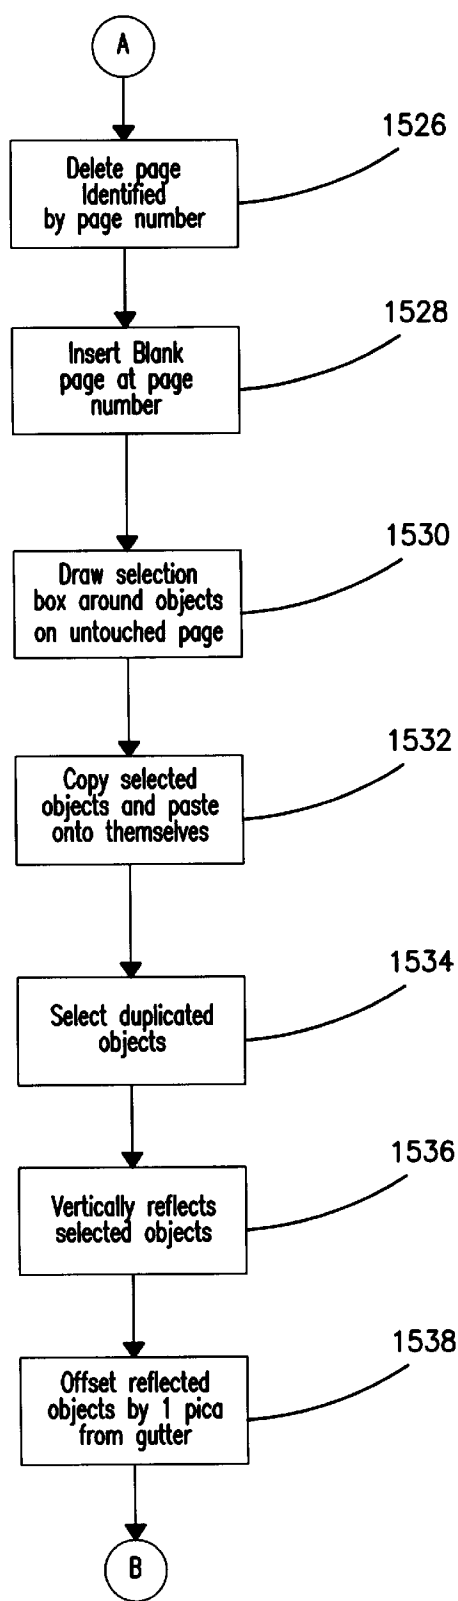 A
1526
Delete page
Identified
by page number
1528
Insert Blank
page at page
number
1530
Draw selection
box around objects
on untouched page
1532
Copy selected
objects and paste
onto themselves
1534
Select duplicated
objects
1536
Vertically reflects
selected objects
1538
Offset reflected
objects by 1 pica
from gutter
B